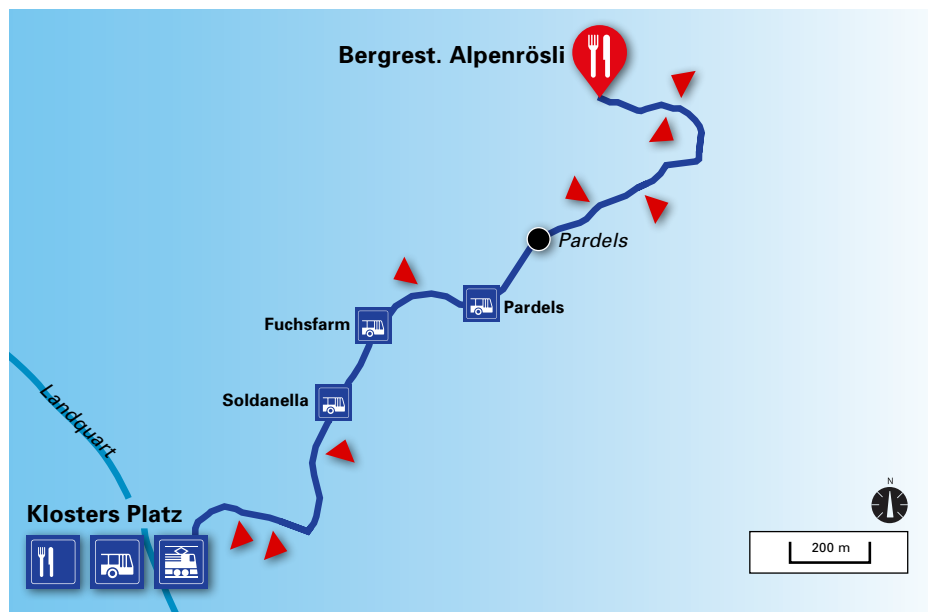 Bergrest. Alpenrösli
Pardels
Pardels
Fuchsfarm
Soldanella
Landquart
Klosters Platz
N
200 m